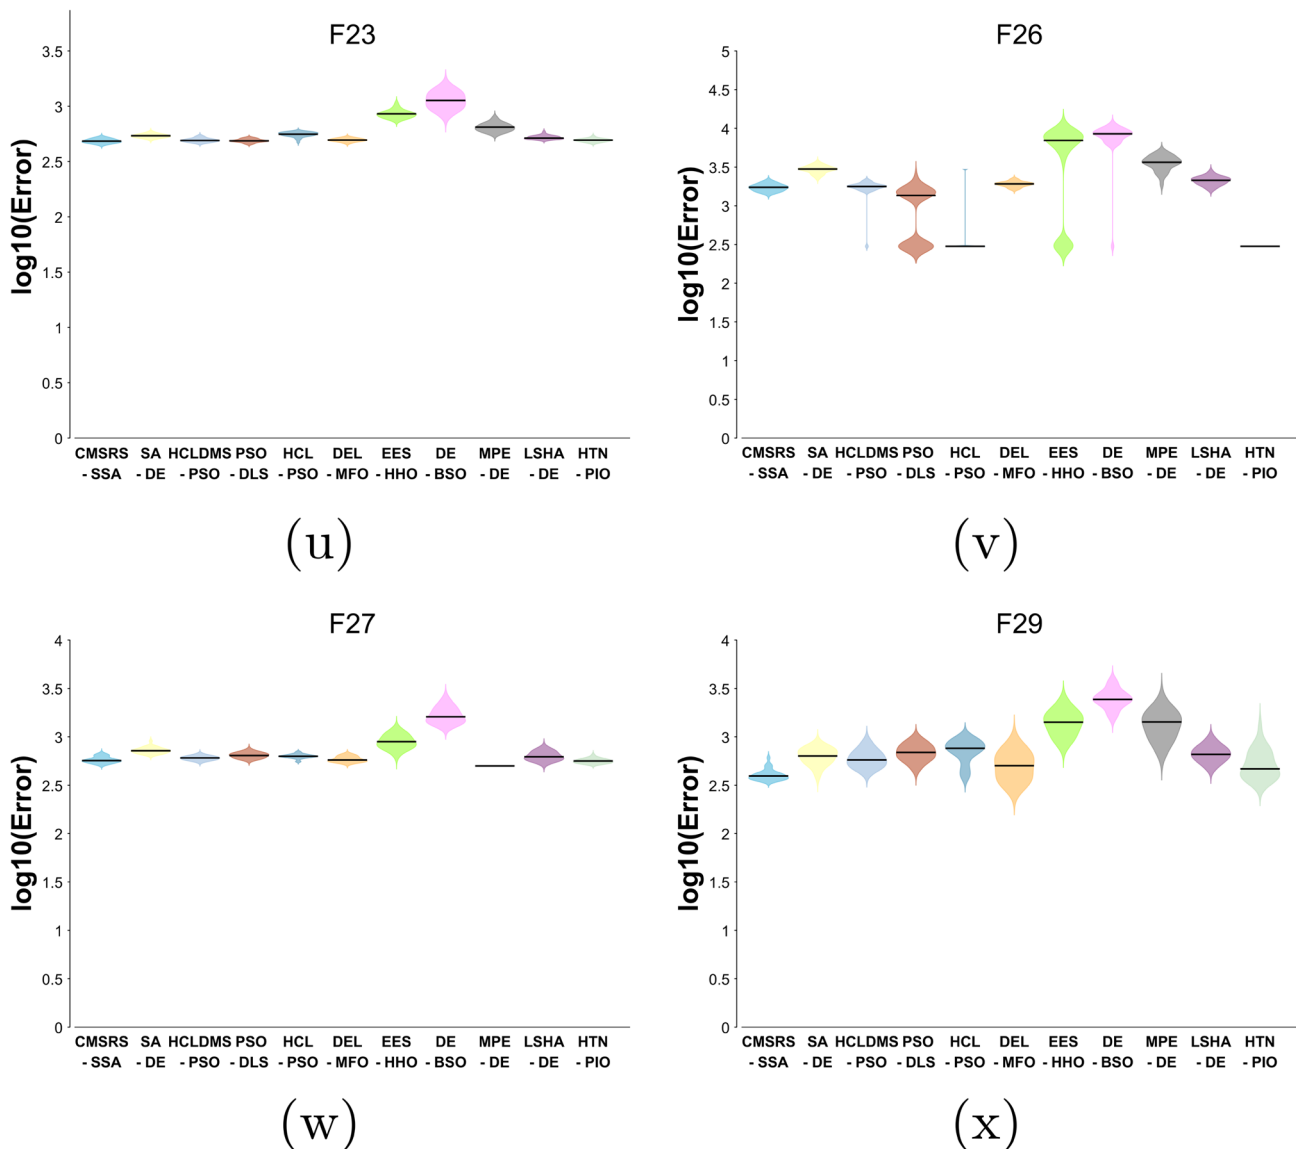 F23
3.5
3
2.5
2
1.5
1
0.5
0
log10(Error)
CMSRS SA HCLDMS PSO HCL DEL EES DE MPE LSHA HTN
- SSA - DE - PSO - DLS - PSO - MFO - HHO - BSO - DE - DE - PIO
(u)
F26
5
4.5
4
3.5
3
2.5
2
1.5
1
0.5
0
log10(Error)
CMSRS SA HCLDMS PSO HCL DEL EES DE MPE LSHA HTN
- SSA - DE - PSO - DLS - PSO - MFO - HHO - BSO - DE - DE - PIO
(v)
F27
4
3.5
3
2.5
2
1.5
1
0.5
0
log10(Error)
CMSRS SA HCLDMS PSO HCL DEL EES DE MPE LSHA HTN
- SSA - DE - PSO - DLS - PSO - MFO - HHO - BSO - DE - DE - PIO
(w)
F29
4
3.5
3
2.5
2
1.5
1
0.5
0
log10(Error)
CMSRS SA HCLDMS PSO HCL DEL EES DE MPE LSHA HTN
- SSA - DE - PSO - DLS - PSO - MFO - HHO - BSO - DE - DE - PIO
(x)